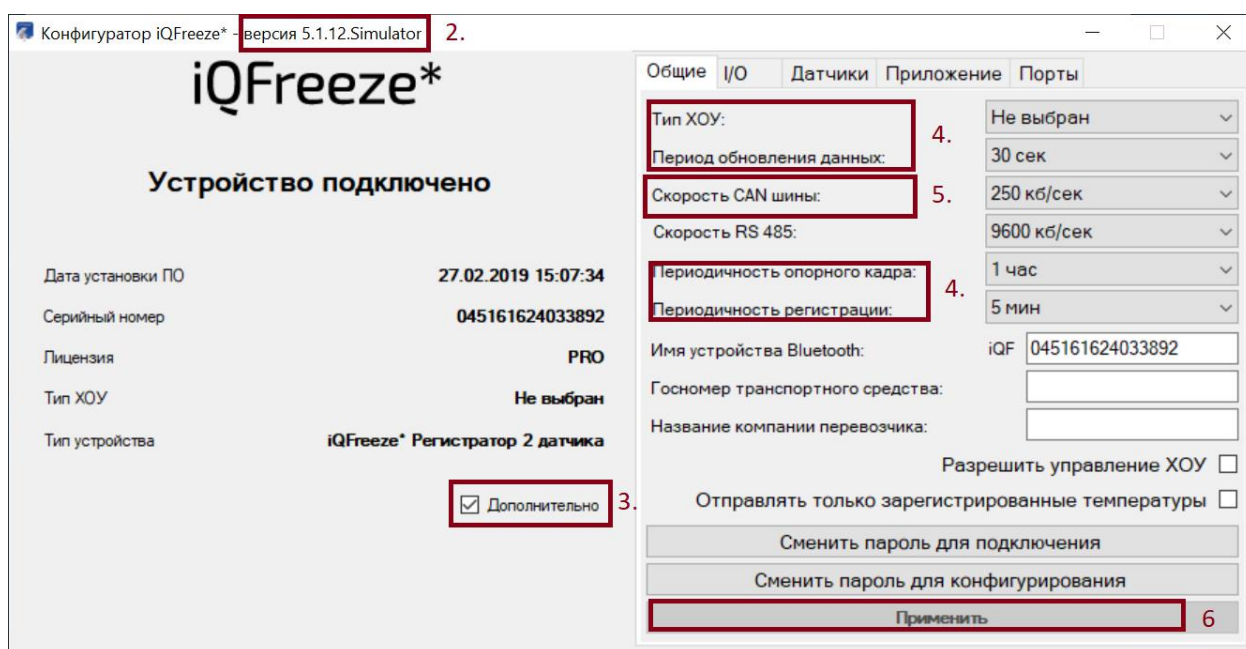 Конфигуратор iQFreeze* - версия 5.1.12.Simulator 2.
iQFreeze*
Устройство подключено
Дата установки ПО 27.02.2019 15:07:34
Серийный номер 045161624033892
Лицензия PRO
Тип ХОУ Не выбран
Тип устройства iQFreeze* Регистратор 2 датчика
Дополнительно 3.
Общие I/O Датчики Приложение Порты
Тип ХОУ: Не выбран
4.
Период обновления данных: 30 сек
Скорость CAN шины: 5. 250 кб/сек
Скорость RS 485: 9600 кб/сек
Периодичность опорного кадра: 1 час
4.
Периодичность регистрации: 5 мин
Имя устройства Bluetooth: iQF 045161624033892
Госномер транспортного средства:
Название компании перевозчика:
Разрешить управление ХОУ
Отправлять только зарегистрированные температуры
Сменить пароль для подключения
Сменить пароль для конфигурирования
Применить 6